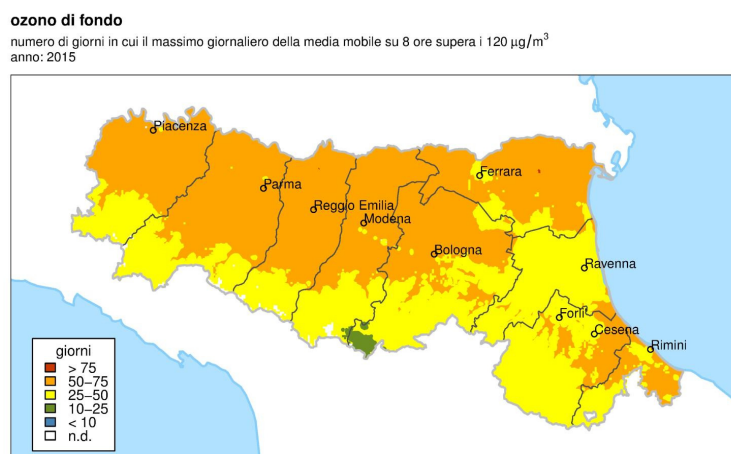 ozono di fondo
numero di giorni in cui il massimo giornaliero della media mobile su 8 ore supera i 120 μg/m³
anno: 2015
Piacenza
Parma
Reggio Emilia
Modena
Ferrara
Bologna
Ravenna
Forlì
Cesena
Rimini
giorni
> 75
50−75
25−50
10−25
< 10
n.d.